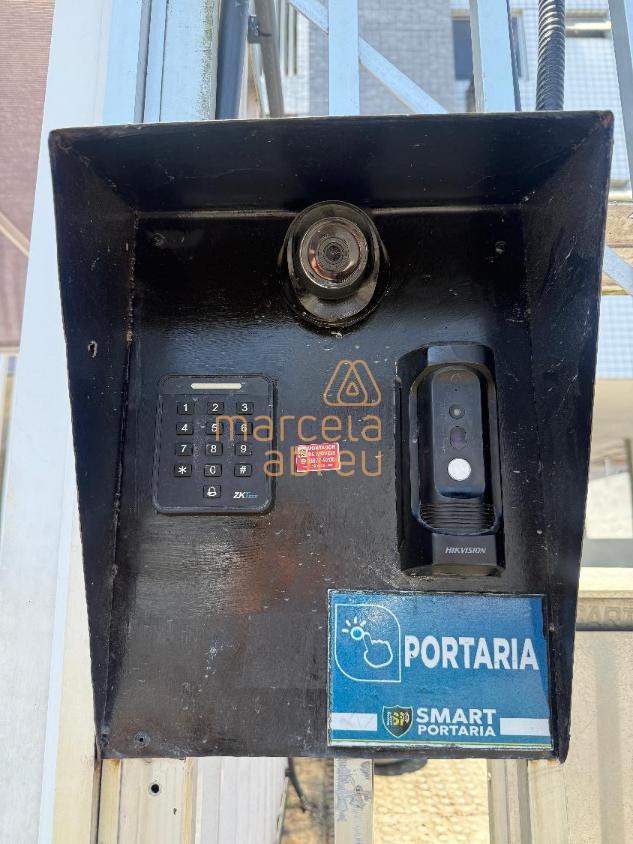 1 2 3
4 5 6
7 8 9
* 0 #
ZKTeco
marcela
abreu
HIKVISION
PORTARIA
SMART
PORTARIA